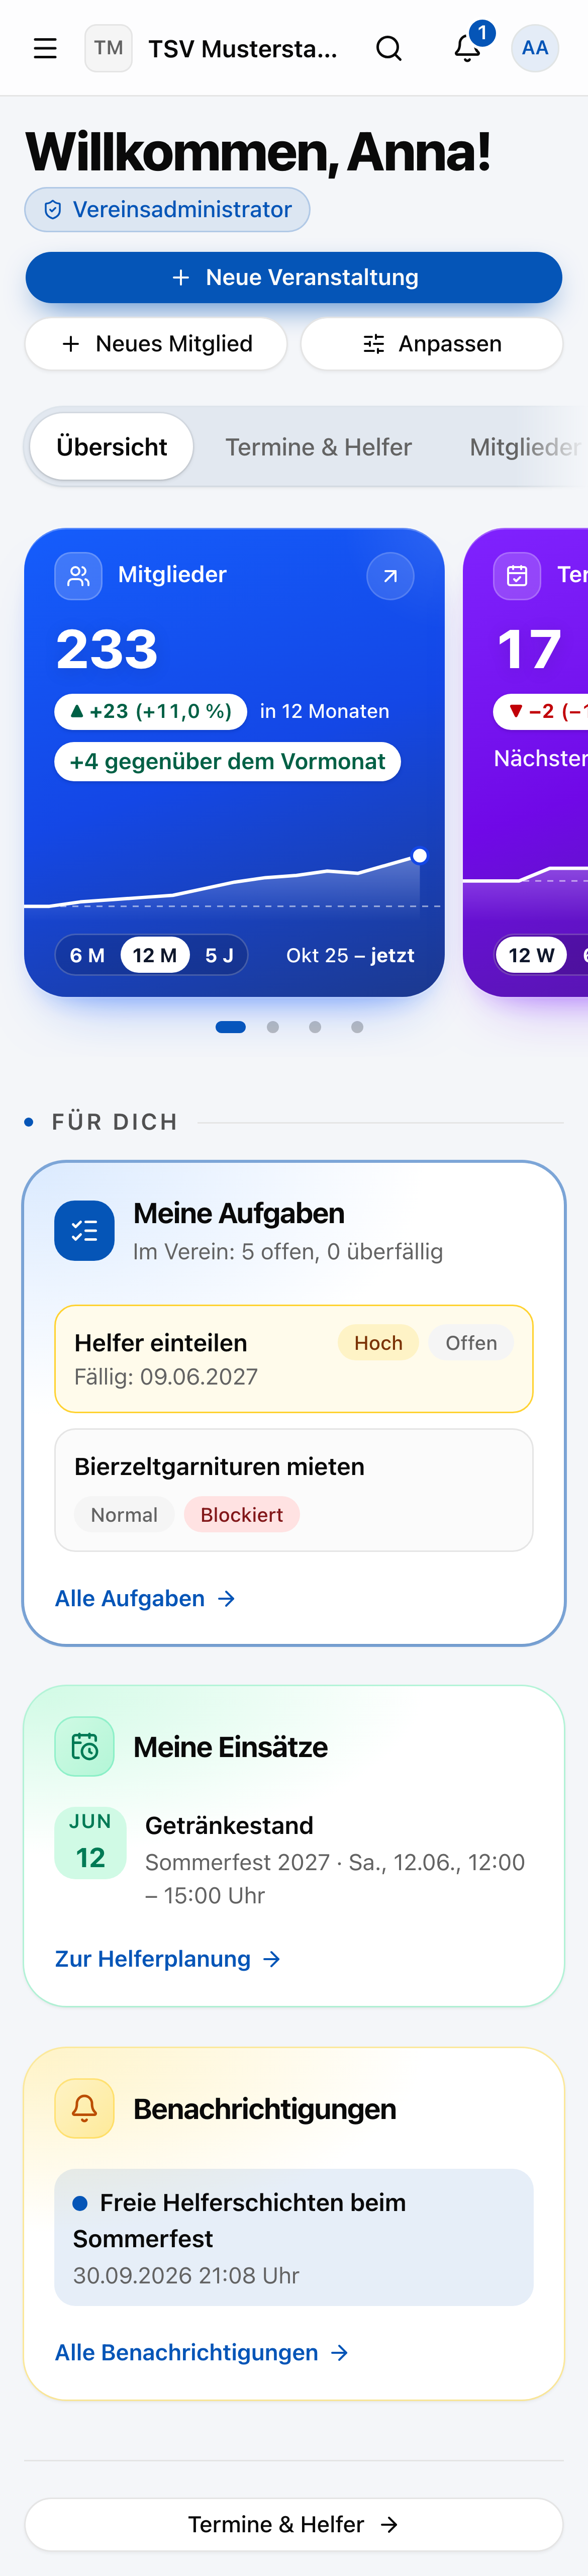 TM TSV Mustersta... 1 AA
Willkommen, Anna!
Vereinsadministrator
Neue Veranstaltung
Neues Mitglied Anpassen
Übersicht Termine & Helfer Mitglieder
Mitglieder
233 17
+23 (+11,0 %) in 12 Monaten −2
+4 gegenüber dem Vormonat
6 M 12 M 5 J Okt 25 – jetzt 12 W
FÜR DICH
Meine Aufgaben
Im Verein: 5 offen, 0 überfällig
Helfer einteilen Hoch Offen
Fällig: 09.06.2027
Bierzeltgarnituren mieten
Normal Blockiert
Alle Aufgaben
Meine Einsätze
JUN
12
Getränkestand
Sommerfest 2027 · Sa., 12.06., 12:00
– 15:00 Uhr
Zur Helferplanung
Benachrichtigungen
Freie Helferschichten beim
Sommerfest
30.09.2026 21:08 Uhr
Alle Benachrichtigungen
Termine & Helfer